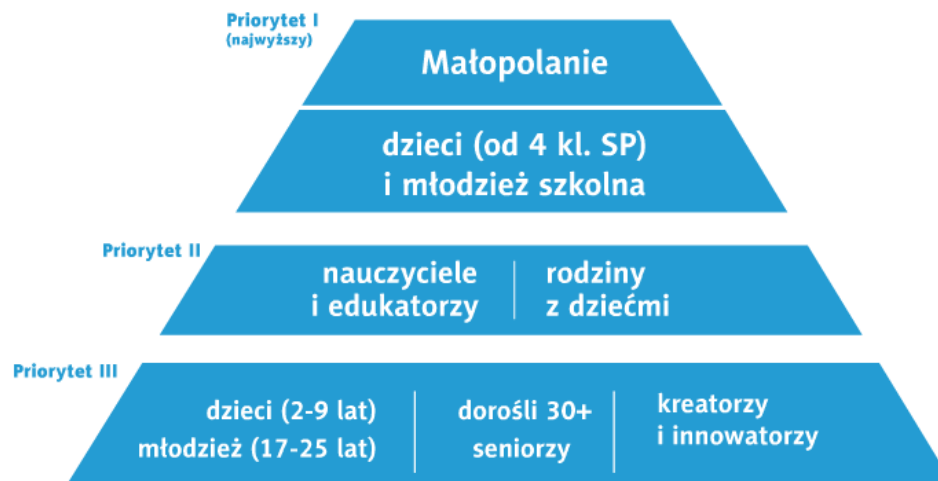 Priorytet I
(najwyższy)
Małopolanie
dzieci (od 4 kl. SP)
i młodzież szkolna
Priorytet II
nauczyciele
i edukatorzy
rodziny
z dziećmi
Priorytet III
dzieci (2-9 lat)
młodzież (17-25 lat)
dorośli 30+
seniorzy
kreatorzy
i innowatorzy